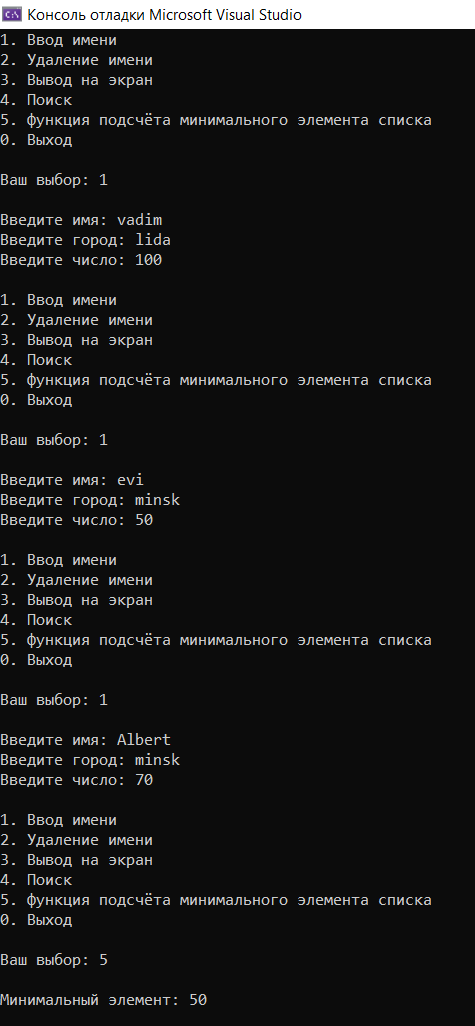 Консоль отладки Microsoft Visual Studio
1. Ввод имени
2. Удаление имени
3. Вывод на экран
4. Поиск
5. функция подсчёта минимального элемента списка
0. Выход
Ваш выбор: 1
Введите имя: vadim
Введите город: lida
Введите число: 100
1. Ввод имени
2. Удаление имени
3. Вывод на экран
4. Поиск
5. функция подсчёта минимального элемента списка
0. Выход
Ваш выбор: 1
Введите имя: evi
Введите город: minsk
Введите число: 50
1. Ввод имени
2. Удаление имени
3. Вывод на экран
4. Поиск
5. функция подсчёта минимального элемента списка
0. Выход
Ваш выбор: 1
Введите имя: Albert
Введите город: minsk
Введите число: 70
1. Ввод имени
2. Удаление имени
3. Вывод на экран
4. Поиск
5. функция подсчёта минимального элемента списка
0. Выход
Ваш выбор: 5
Минимальный элемент: 50